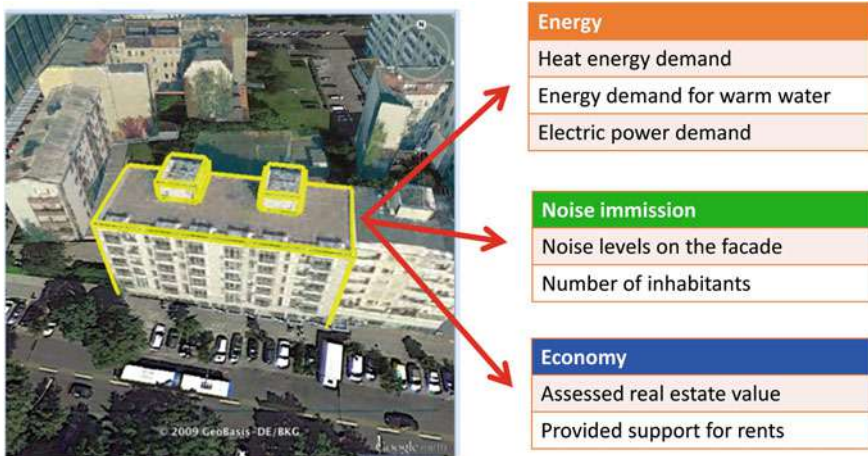 N
Energy
Heat energy demand
Energy demand for warm water
Electric power demand
Noise immission
Noise levels on the facade
Number of inhabitants
Economy
Assessed real estate value
Provided support for rents
© 2009 GeoBasis-DE/BKG
Google